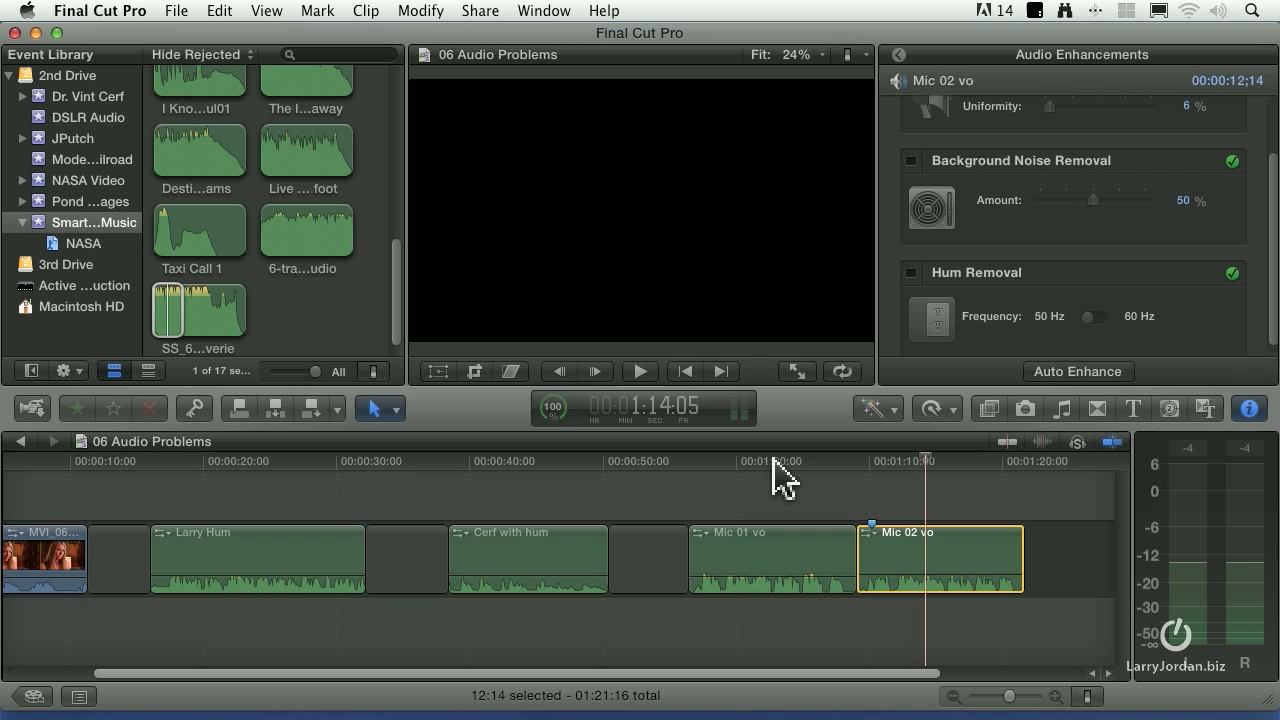 Final Cut Pro File Edit View Mark Clip Modify Share Window Help 14
Final Cut Pro
Event Library
Hide Rejected
2nd Drive
Dr. Vint Cerf
DSLR Audio
JPutch
Mode...ilroad
NASA Video
Pond ...ages
Smart...Music
NASA
3rd Drive
Active ...uction
Macintosh HD
I Kno...ul01
The I...away
Desti...ams
Live ... foot
Taxi Call 1
6-tra...udio
SS_6...verie
1 of 17 se...
All
06 Audio Problems
Fit: 24%
Audio Enhancements
Mic 02 vo
00:00:12;14
Uniformity: 6 %
Background Noise Removal
Amount: 50 %
Hum Removal
Frequency: 50 Hz 60 Hz
Auto Enhance
100
%
00:01:14:05
HR MIN SEC FR
06 Audio Problems
00:00:10:00 00:00:20:00 00:00:30:00 00:00:40:00 00:00:50:00 00:01:10:00 00:01:20:00
MVI_06...
Larry Hum
Cerf with hum
Mic 01 vo
Mic 02 vo
-4 -4
6
0
-6
-12
-20
-30
-50
-∞
R
LarryJordan.biz
12:14 selected - 01:21:16 total